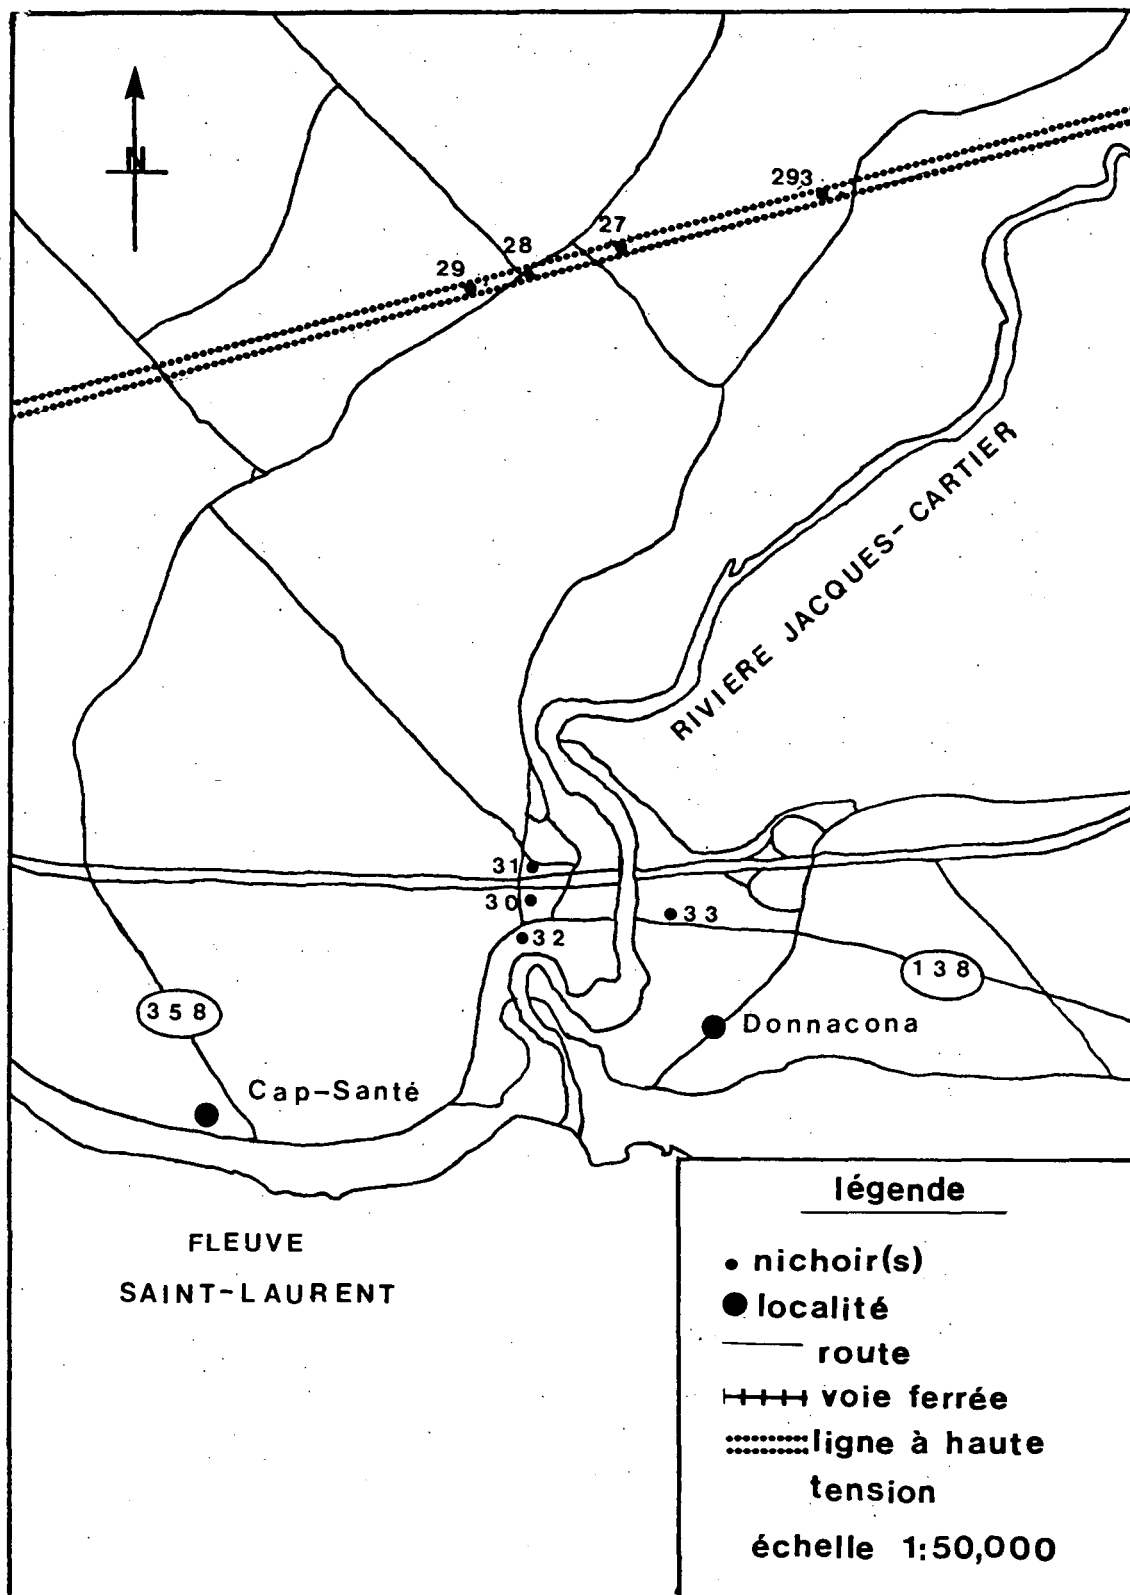 N
293
27
28
29
RIVIERE JACQUES-CARTIER
31
30
33
32
138
358
Donnacona
Cap-Santé
FLEUVE
SAINT-LAURENT
légende
nichoir(s)
localité
route
voie ferrée
ligne à haute
tension
échelle 1:50,000